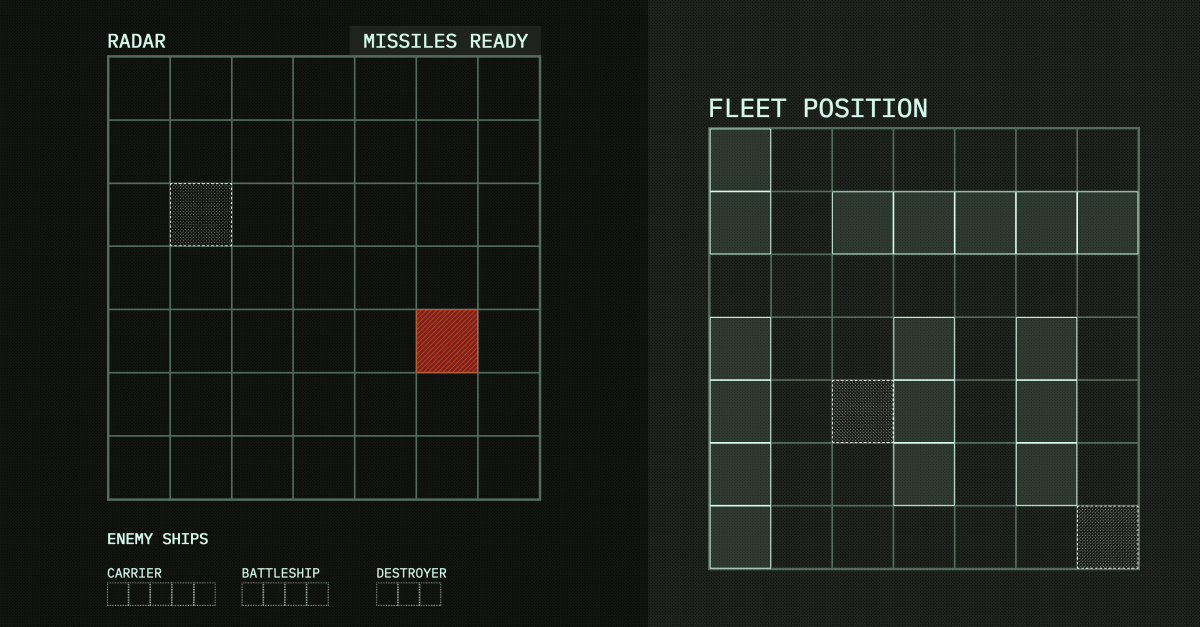 RADAR
MISSILES READY
ENEMY SHIPS
CARRIER
BATTLESHIP
DESTROYER
FLEET POSITION